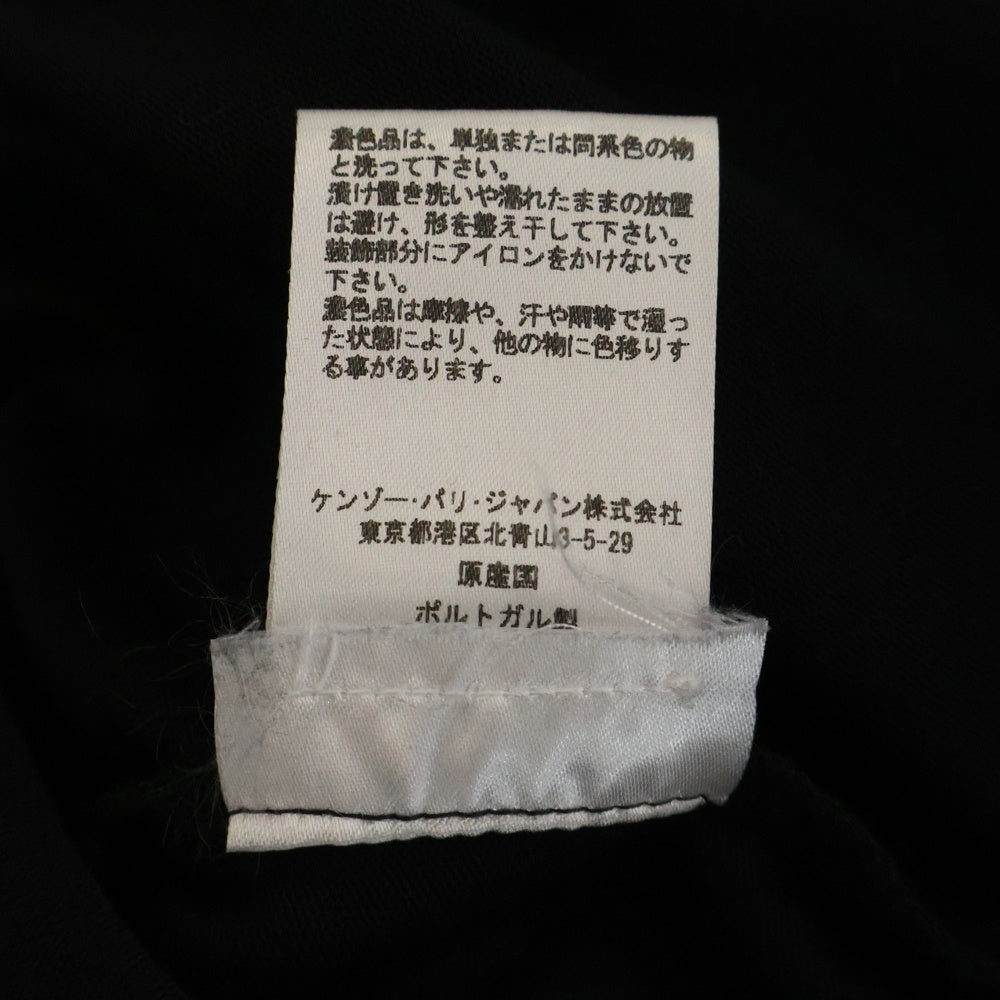 濃色品は、単独または同系色の物
と洗って下さい。
漬け置き洗いや濡れたままの放置
は避け、形を整え干して下さい。
装飾部分にアイロンをかけないで
下さい。
濃色品は摩擦や、汗や雨等で湿っ
た状態により、他の物に色移りす
る事があります。
ケンゾー・パリ・ジャパン株式会社
東京都港区北青山3-5-29
原産国
ポルトガル製